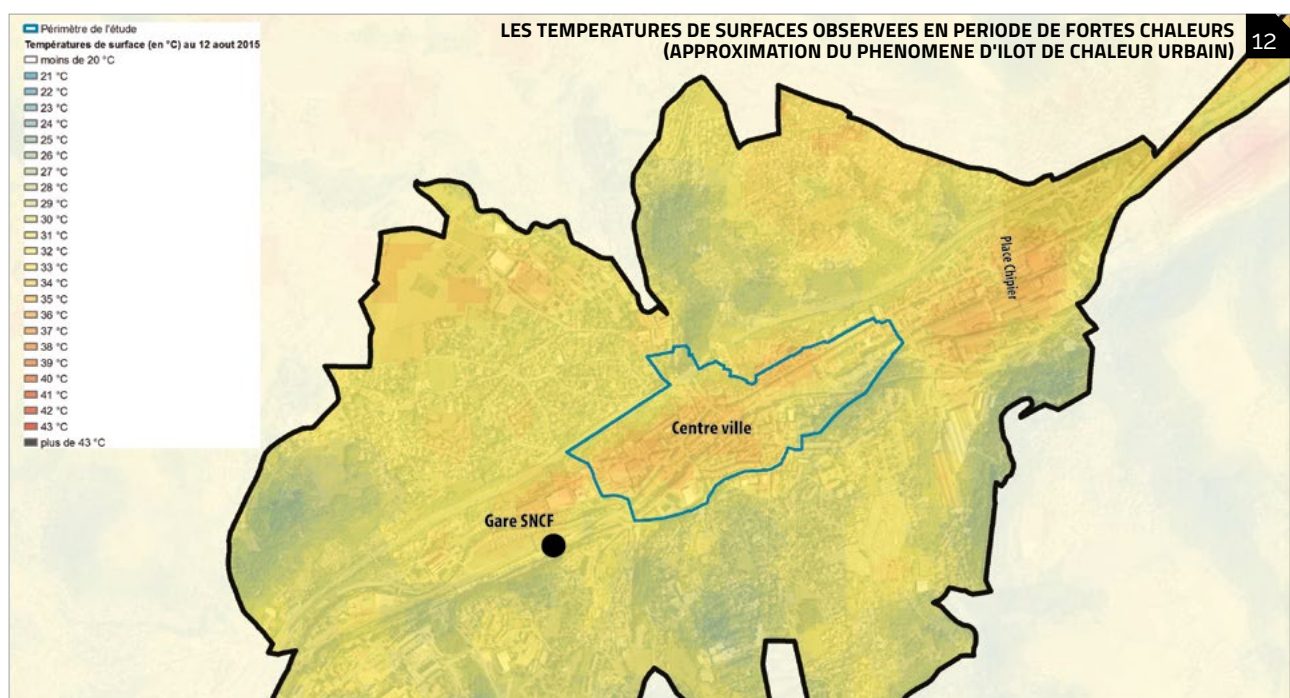 LES TEMPERATURES DE SURFACES OBSERVEES EN PERIODE DE FORTES CHALEURS
(APPROXIMATION DU PHENOMENE D'ILOT DE CHALEUR URBAIN)
12
Périmètre de l'étude
Températures de surface (en °C) au 12 aout 2015
moins de 20 °C
21 °C
22 °C
23 °C
24 °C
25 °C
26 °C
27 °C
28 °C
29 °C
30 °C
31 °C
32 °C
33 °C
34 °C
35 °C
36 °C
37 °C
38 °C
39 °C
40 °C
41 °C
42 °C
43 °C
plus de 43 °C
Place Chipier
Centre ville
Gare SNCF